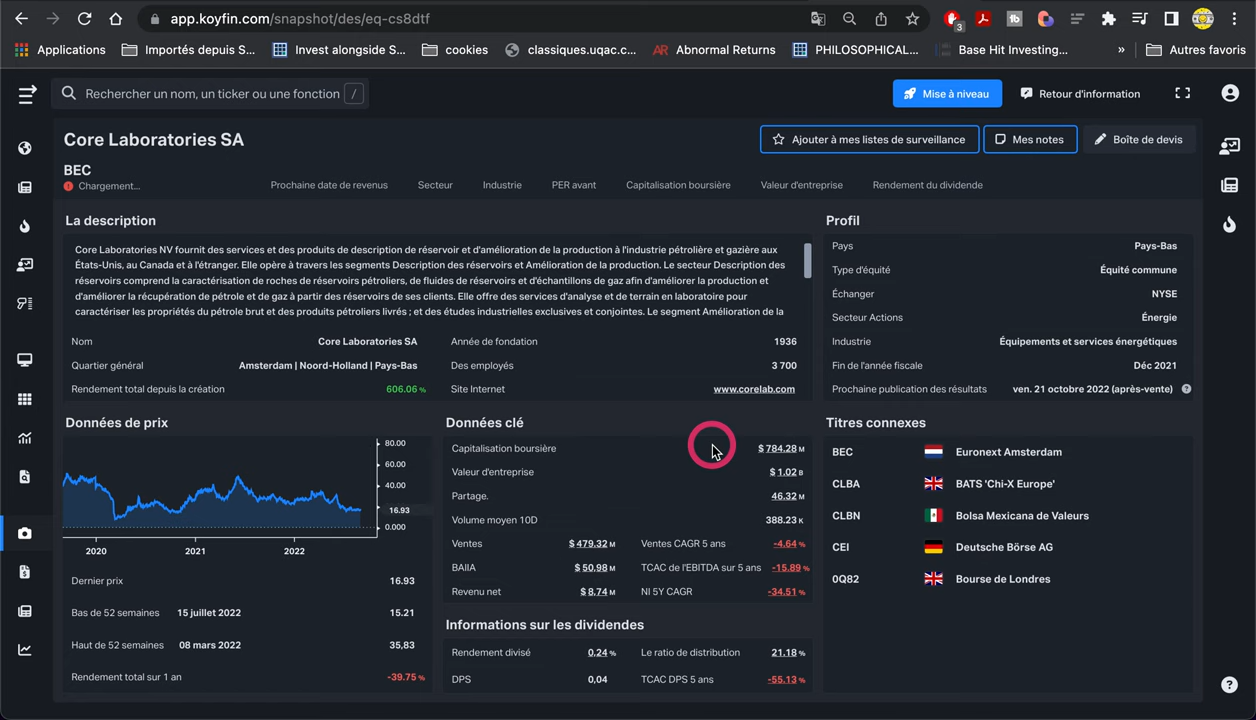 app.koyfin.com/snapshot/des/eq-cs8dtf
3
Applications
Importés depuis S...
Invest alongside S...
cookies
classiques.uqac.c...
AR Abnormal Returns
PHILOSOPHICAL...
Base Hit Investing...
»
Autres favoris
Rechercher un nom, un ticker ou une fonction /
Mise à niveau
Retour d'information
Core Laboratories SA
Ajouter à mes listes de surveillance
Mes notes
Boîte de devis
BEC
Chargement...
Prochaine date de revenus Secteur Industrie PER avant Capitalisation boursière Valeur d'entreprise Rendement du dividende
La description
Core Laboratories NV fournit des services et des produits de description de réservoir et d'amélioration de la production à l'industrie pétrolière et gazière aux
États-Unis, au Canada et à l'étranger. Elle opère à travers les segments Description des réservoirs et Amélioration de la production. Le secteur Description des
réservoirs comprend la caractérisation de roches de réservoirs pétroliers, de fluides de réservoirs et d'échantillons de gaz afin d'améliorer la production et
d'améliorer la récupération de pétrole et de gaz à partir des réservoirs de ses clients. Elle offre des services d'analyse et de terrain en laboratoire pour
caractériser les propriétés du pétrole brut et des produits pétroliers livrés ; et des études industrielles exclusives et conjointes. Le segment Amélioration de la
Nom Core Laboratories SA
Quartier général Amsterdam | Noord-Holland | Pays-Bas
Rendement total depuis la création 606.06 %
Année de fondation 1936
Des employés 3 700
Site Internet www.corelab.com
Profil
Pays Pays-Bas
Type d'équité Équité commune
Échanger NYSE
Secteur Actions Énergie
Industrie Équipements et services énergétiques
Fin de l'année fiscale Déc 2021
Prochaine publication des résultats ven. 21 octobre 2022 (après-vente) ?
Données de prix
80.00
60.00
40.00
16.93
0.000
2020 2021 2022
Dernier prix 16.93
Bas de 52 semaines 15 juillet 2022 15.21
Haut de 52 semaines 08 mars 2022 35,83
Rendement total sur 1 an -39.75 %
Données clé
Capitalisation boursière $ 784.28 M
Valeur d'entreprise $ 1.02 B
Partage. 46.32 M
Volume moyen 10D 388.23 K
Ventes $ 479.32 M Ventes CAGR 5 ans -4.64 %
BAIIA $ 50,98 M TCAC de l'EBITDA sur 5 ans -15.89 %
Revenu net $ 8,74 M NI 5Y CAGR -34.51 %
Informations sur les dividendes
Rendement divisé 0,24 % Le ratio de distribution 21.18 %
DPS 0,04 TCAC DPS 5 ans -55.13 %
Titres connexes
BEC Euronext Amsterdam
CLBA BATS 'Chi-X Europe'
CLBN Bolsa Mexicana de Valeurs
CEI Deutsche Börse AG
0Q82 Bourse de Londres
?